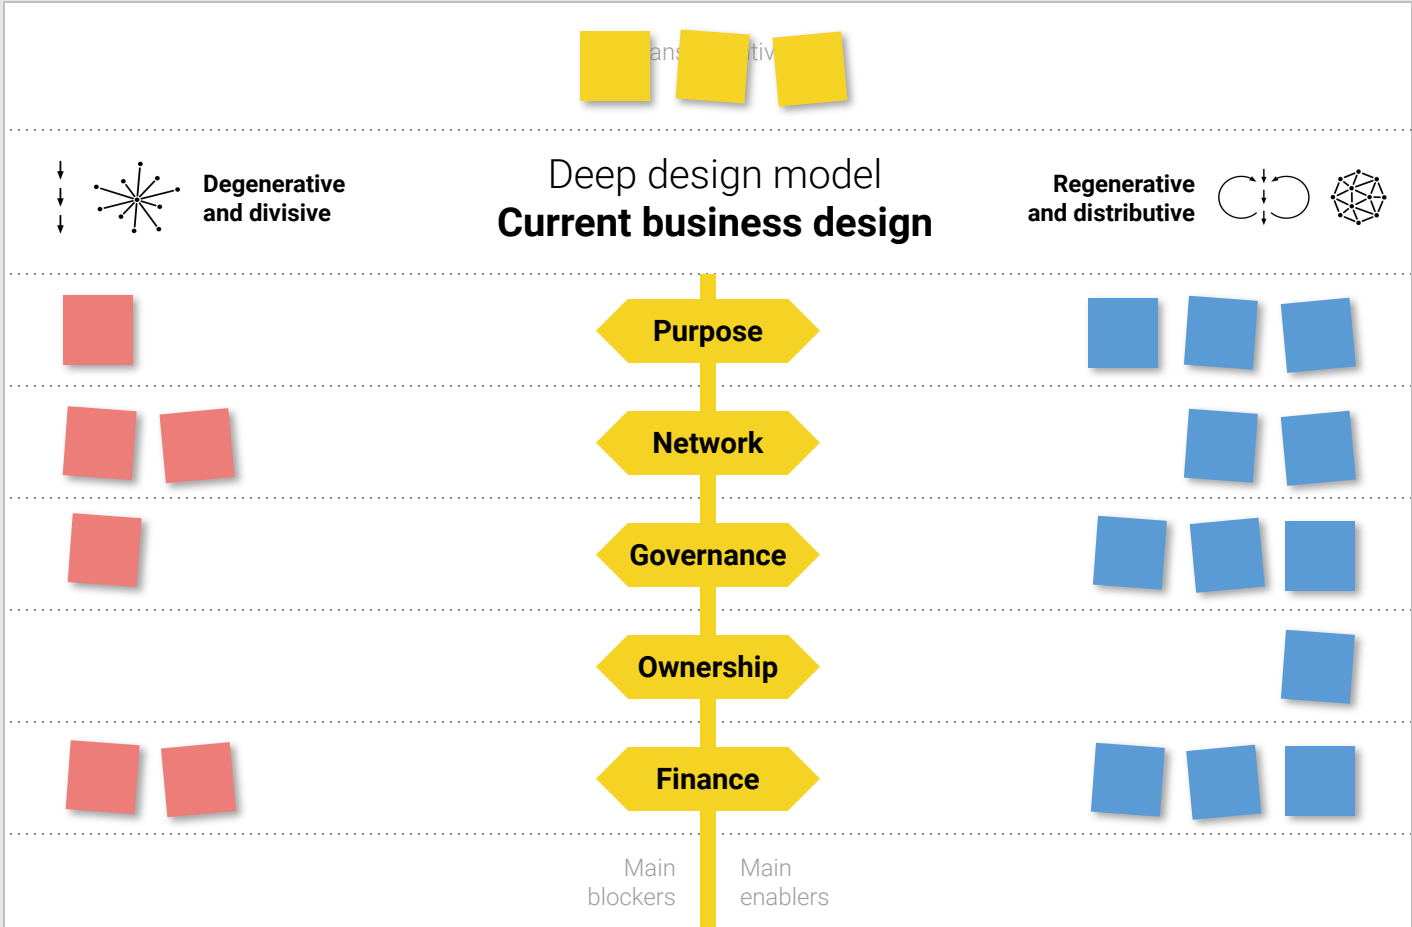 Deep design model
Current business design
Degenerative
and divisive
Regenerative
and distributive
Purpose
Network
Governance
Ownership
Finance
Main
blockers
Main
enablers